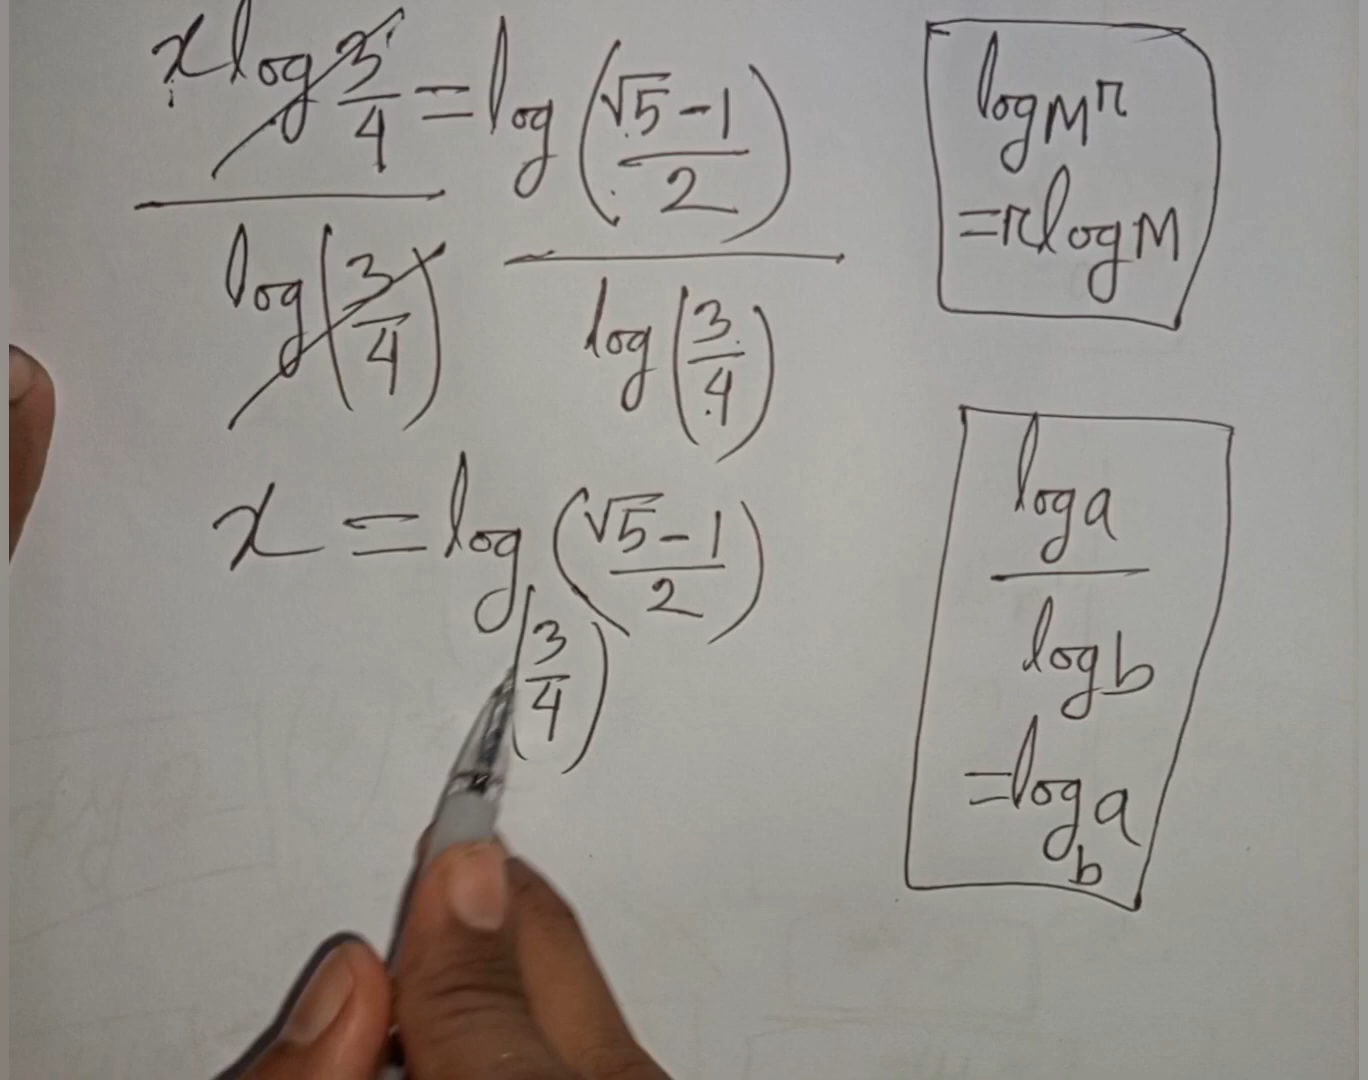 x log 3/4 = log ((√5 - 1)/2)
log (3/4) log (3/4)
x = log (3/4) ((√5 - 1)/2)
log M^r
= r log M
log a
log b
= log_b a